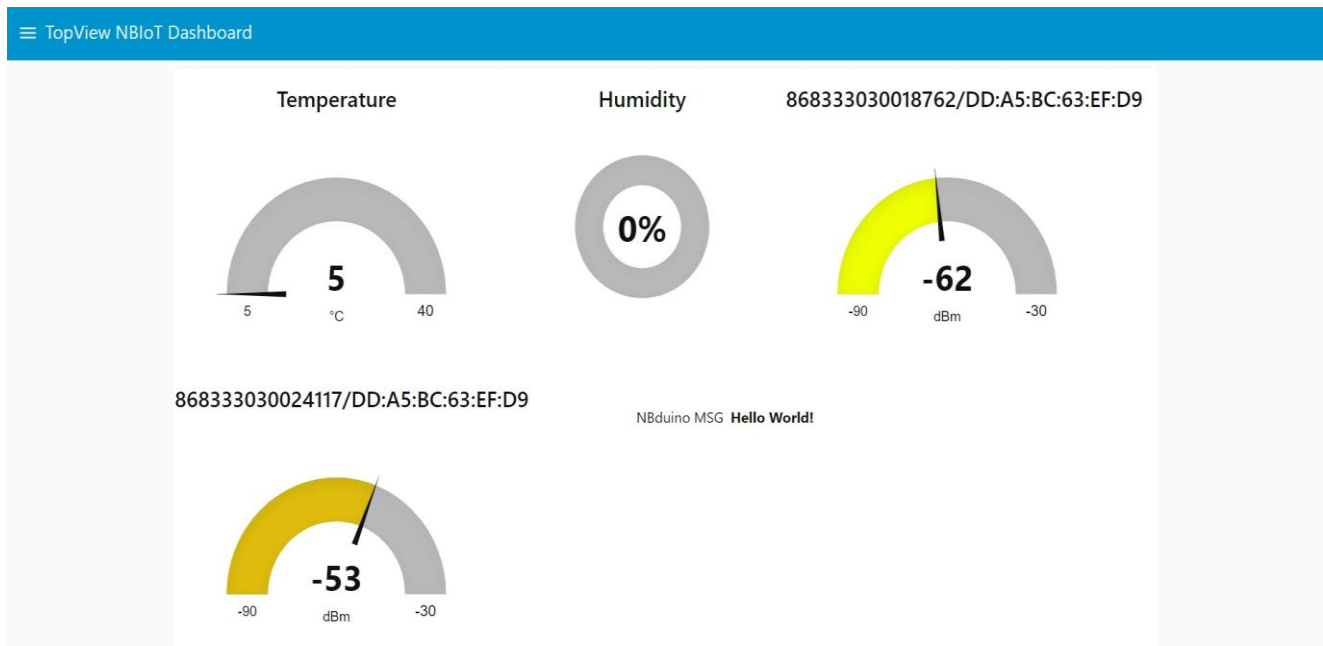 TopView NBIoT Dashboard
Temperature
5
5
°C
40
Humidity
0%
868333030018762/DD:A5:BC:63:EF:D9
-62
-90
dBm
-30
868333030024117/DD:A5:BC:63:EF:D9
-53
-90
dBm
-30
NBduino MSG Hello World!